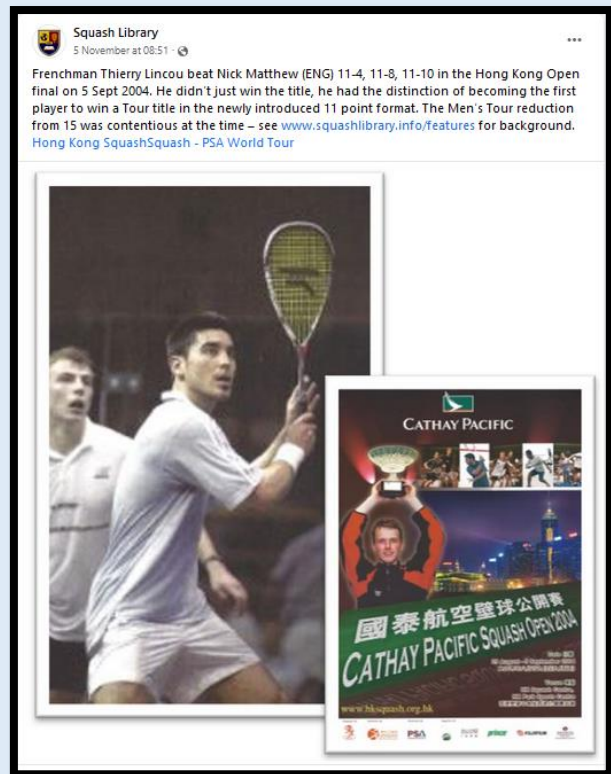 Squash Library
5 November at 08:51 ·
Frenchman Thierry Lincou beat Nick Matthew (ENG) 11-4, 11-8, 11-10 in the Hong Kong Open
final on 5 Sept 2004. He didn't just win the title, he had the distinction of becoming the first
player to win a Tour title in the newly introduced 11 point format. The Men's Tour reduction
from 15 was contentious at the time – see www.squashlibrary.info/features for background.
Hong Kong SquashSquash - PSA World Tour
CATHAY PACIFIC
國泰航空壁球公開賽
CATHAY PACIFIC SQUASH OPEN 2004
www.hksquash.org.hk
PSA